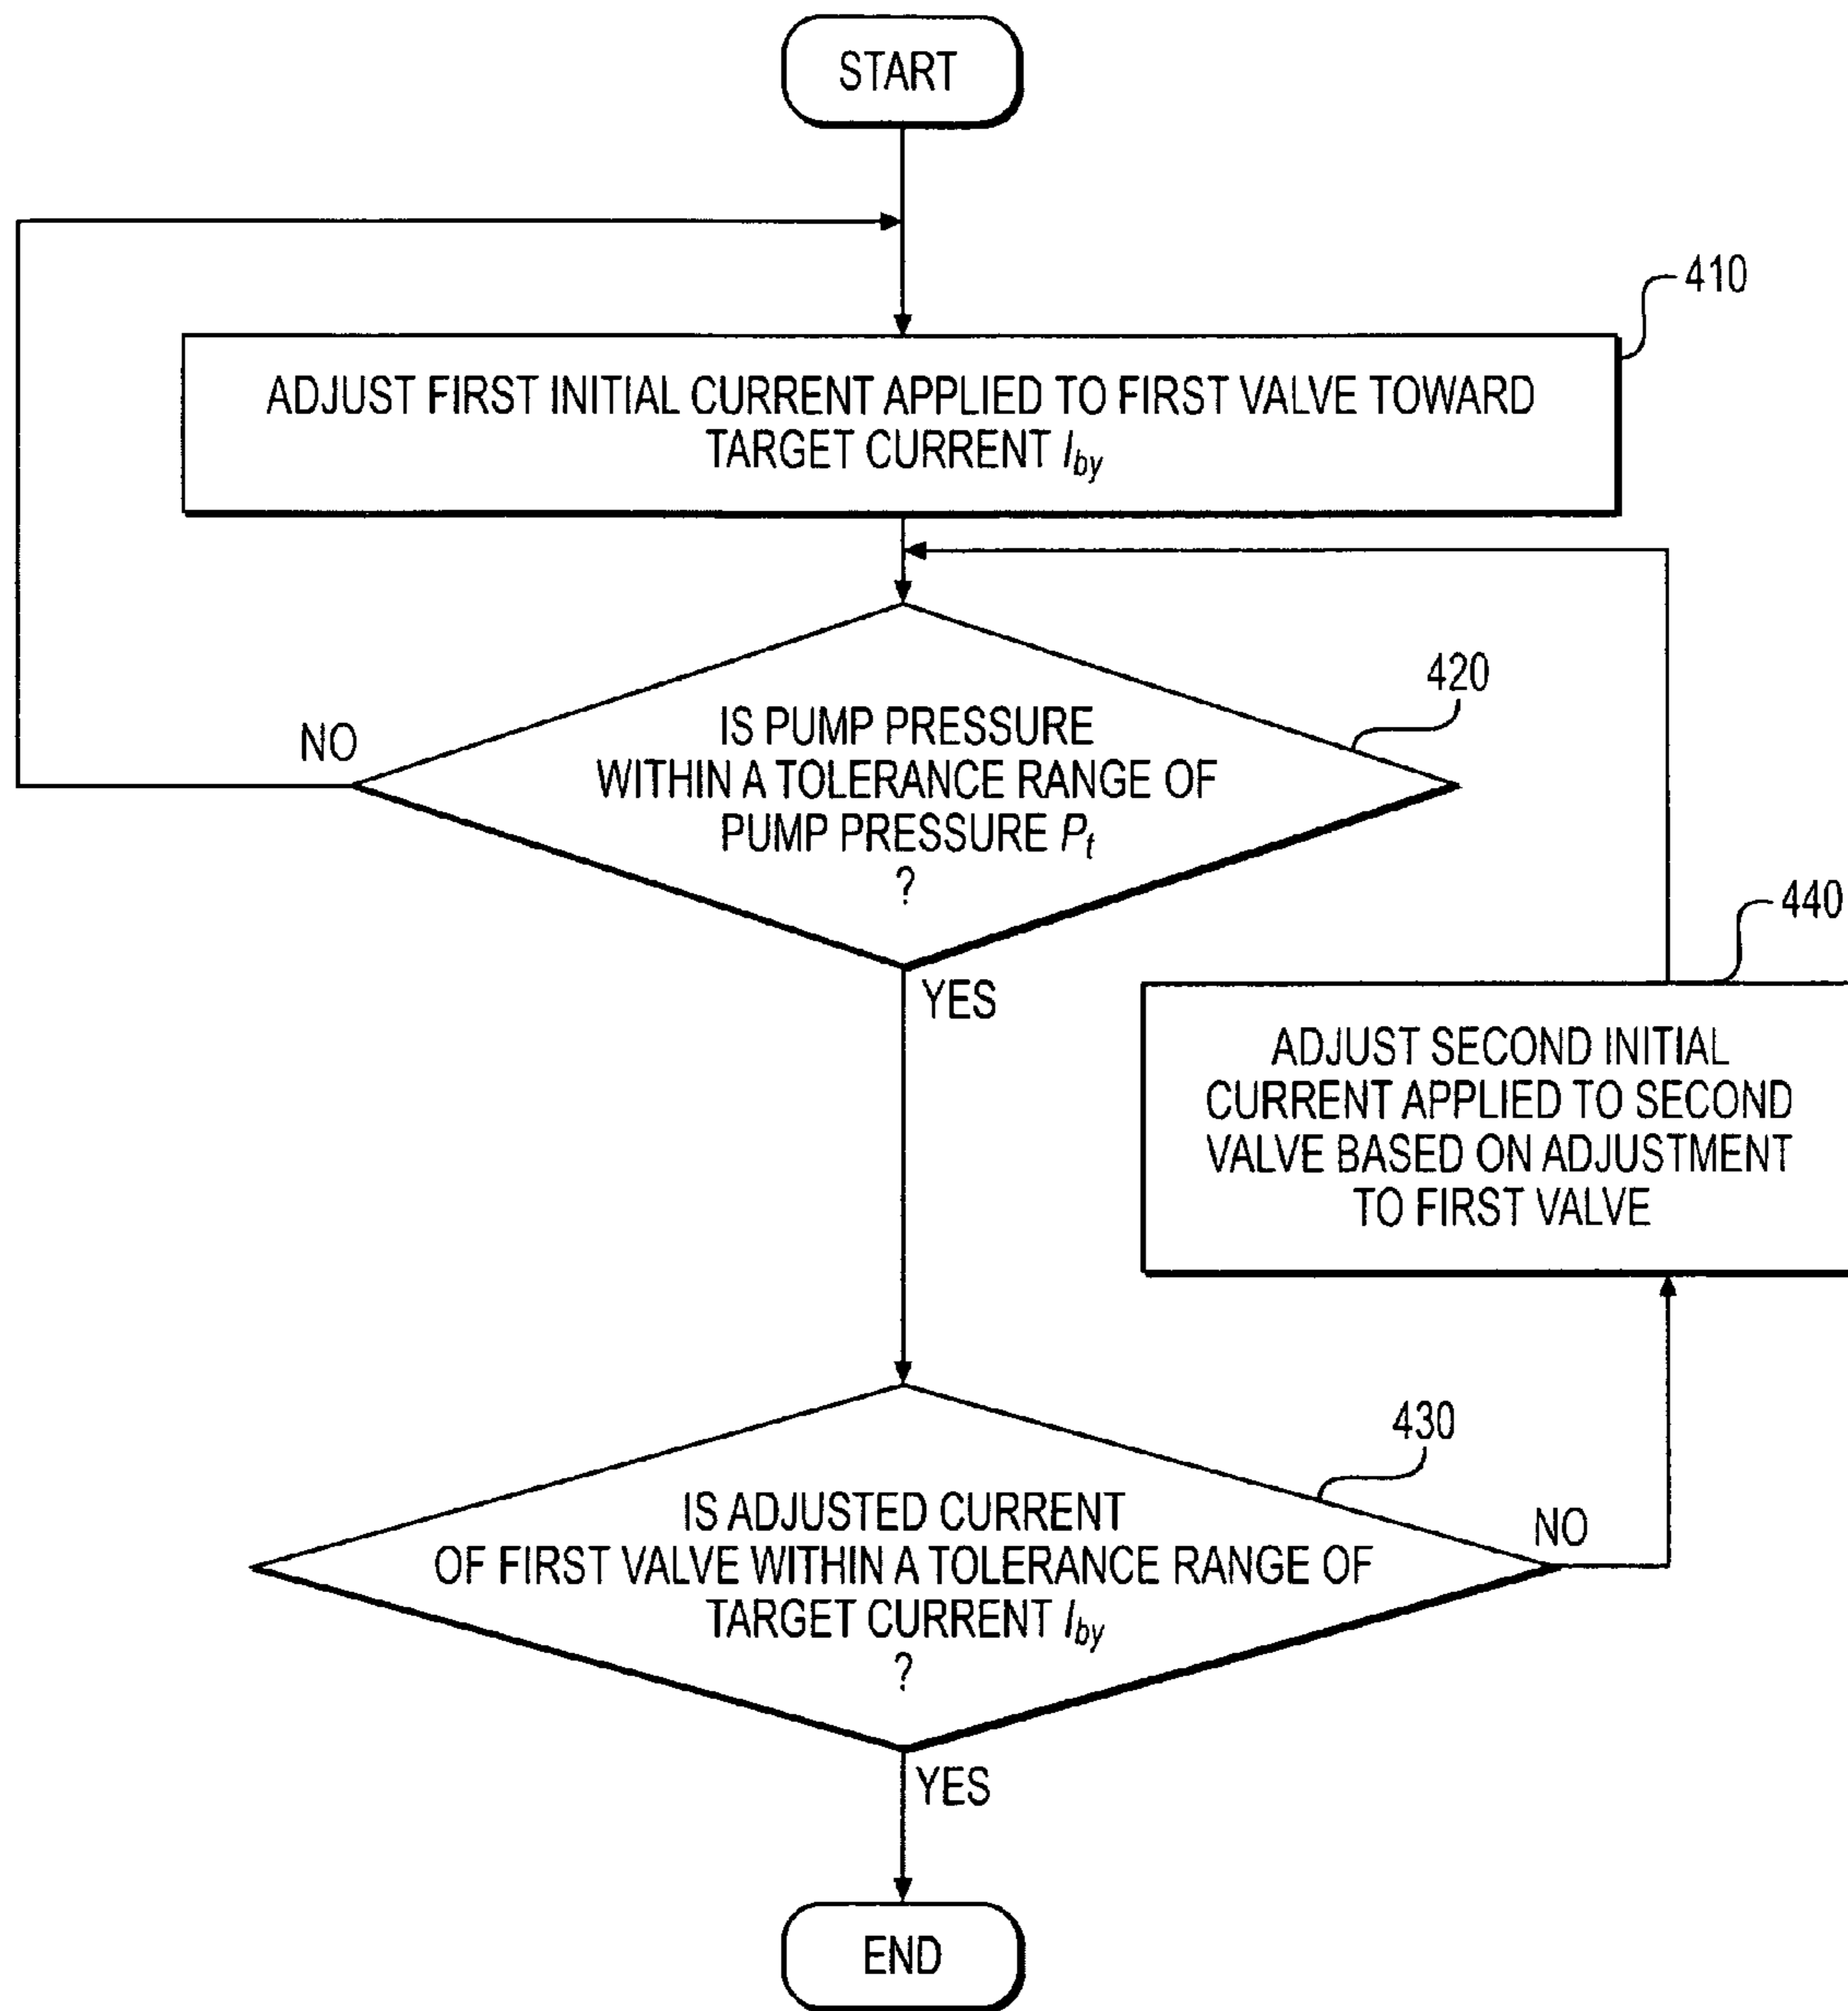 START
410
ADJUST FIRST INITIAL CURRENT APPLIED TO FIRST VALVE TOWARD
TARGET CURRENT Iby
420
NO
IS PUMP PRESSURE
WITHIN A TOLERANCE RANGE OF
PUMP PRESSURE Pt
?
YES
440
ADJUST SECOND INITIAL
CURRENT APPLIED TO SECOND
VALVE BASED ON ADJUSTMENT
TO FIRST VALVE
430
NO
IS ADJUSTED CURRENT
OF FIRST VALVE WITHIN A TOLERANCE RANGE OF
TARGET CURRENT Iby
?
YES
END